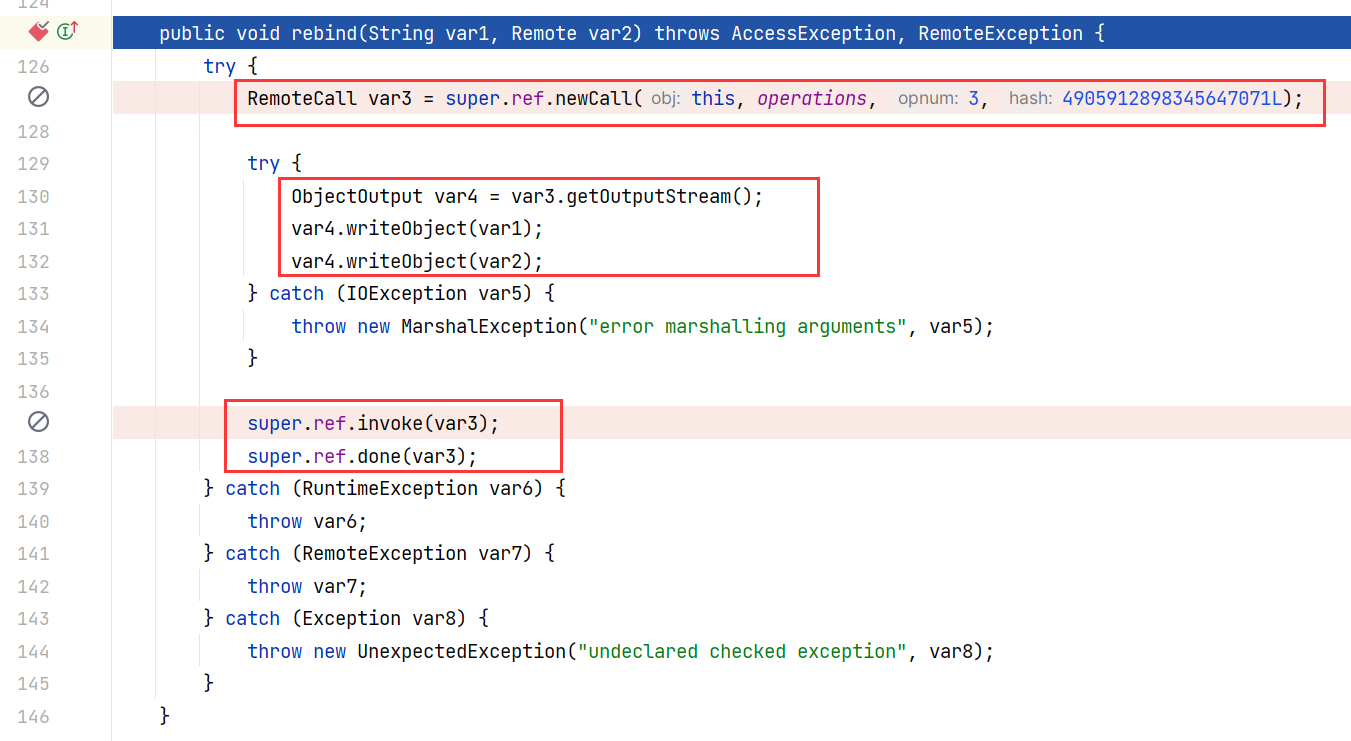 124
public void rebind(String var1, Remote var2) throws AccessException, RemoteException {
126 try {
RemoteCall var3 = super.ref.newCall( obj: this, operations, opnum: 3, hash: 4905912898345647071L);
128
129 try {
130 ObjectOutput var4 = var3.getOutputStream();
131 var4.writeObject(var1);
132 var4.writeObject(var2);
133 } catch (IOException var5) {
134 throw new MarshalException("error marshalling arguments", var5);
135 }
136
super.ref.invoke(var3);
138 super.ref.done(var3);
139 } catch (RuntimeException var6) {
140 throw var6;
141 } catch (RemoteException var7) {
142 throw var7;
143 } catch (Exception var8) {
144 throw new UnexpectedException("undeclared checked exception", var8);
145 }
146 }